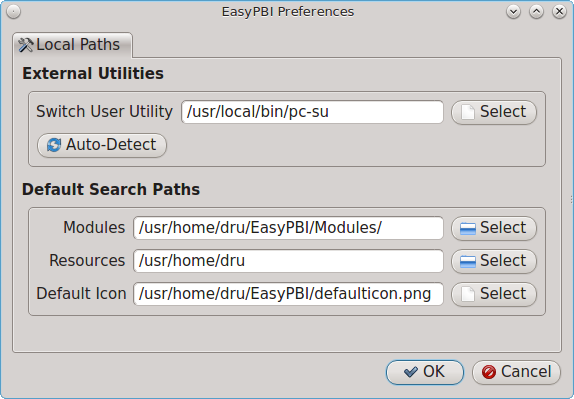 EasyPBI Preferences
Local Paths
External Utilities
Switch User Utility /usr/local/bin/pc-su Select
Auto-Detect
Default Search Paths
Modules /usr/home/dru/EasyPBI/Modules/ Select
Resources /usr/home/dru Select
Default Icon /usr/home/dru/EasyPBI/defaulticon.png Select
OK Cancel